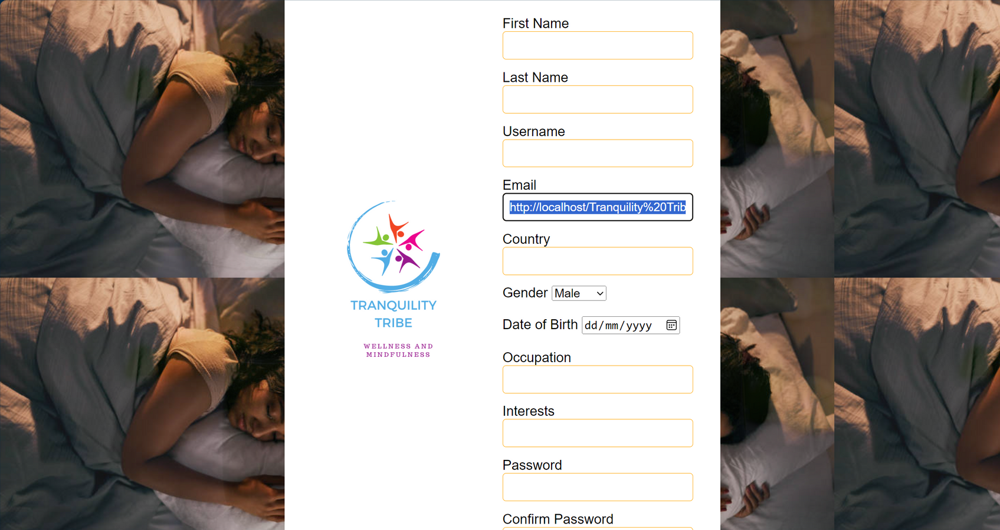 First Name
Last Name
Username
Email
http://localhost/Tranquility%20Trib
Country
Gender Male
Date of Birth dd/mm/yyyy
Occupation
Interests
Password
Confirm Password
TRANQUILITY
TRIBE
WELLNESS AND
MINDFULNESS